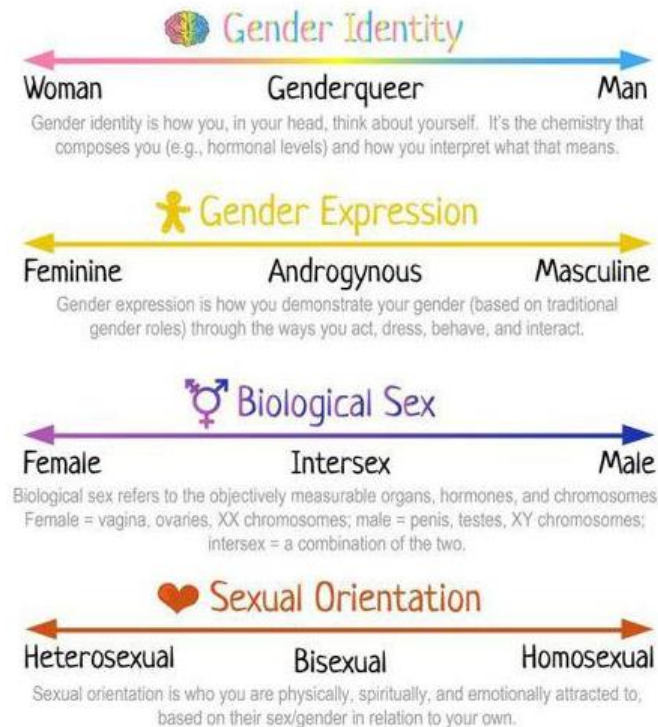 Gender Identity
Woman Genderqueer Man
Gender identity is how you, in your head, think about yourself. It's the chemistry that
composes you (e.g., hormonal levels) and how you interpret what that means.
Gender Expression
Feminine Androgynous Masculine
Gender expression is how you demonstrate your gender (based on traditional
gender roles) through the ways you act, dress, behave, and interact.
Biological Sex
Female Intersex Male
Biological sex refers to the objectively measurable organs, hormones, and chromosomes
Female = vagina, ovaries, XX chromosomes; male = penis, testes, XY chromosomes;
intersex = a combination of the two.
Sexual Orientation
Heterosexual Bisexual Homosexual
Sexual orientation is who you are physically, spiritually, and emotionally attracted to,
based on their sex/gender in relation to your own.